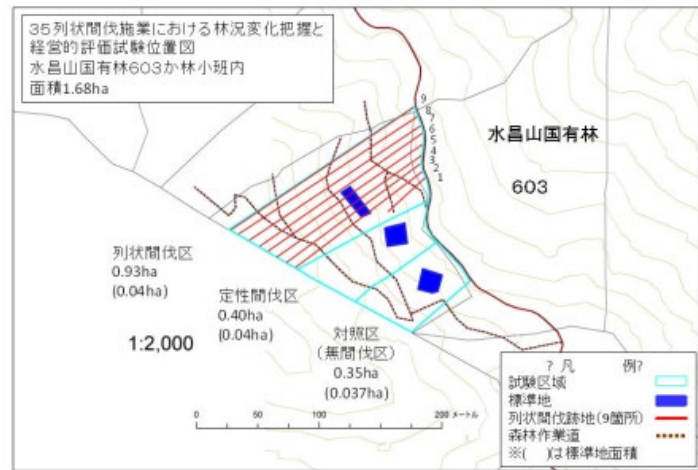 35列状間伐施業における林況変化把握と
経営的評価試験位置図
水昌山国有林603か林小班内
面積1.68ha
9
8
7
6
5
4
3
2
1
水昌山国有林
603
列状間伐区
0.93ha
(0.04ha)
定性間伐区
0.40ha
(0.04ha)
対照区
(無間伐区)
0.35ha
(0.037ha)
1:2,000
0 50 100 200 メートル
? 凡 例?
試験区域
標準地
列状間伐跡地(9箇所)
森林作業道
※( )は標準地面積